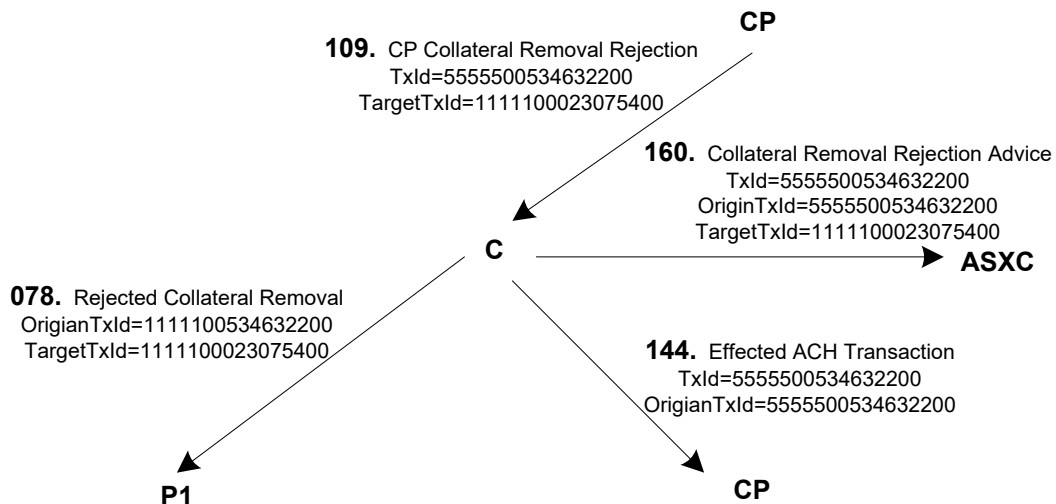 CP
109. CP Collateral Removal Rejection
TxId=5555500534632200
TargetTxId=1111100023075400
160. Collateral Removal Rejection Advice
TxId=5555500534632200
OriginTxId=5555500534632200
TargetTxId=1111100023075400
C
ASXC
078. Rejected Collateral Removal
OrigianTxId=1111100534632200
TargetTxId=1111100023075400
144. Effected ACH Transaction
TxId=5555500534632200
OrigianTxId=5555500534632200
P1
CP